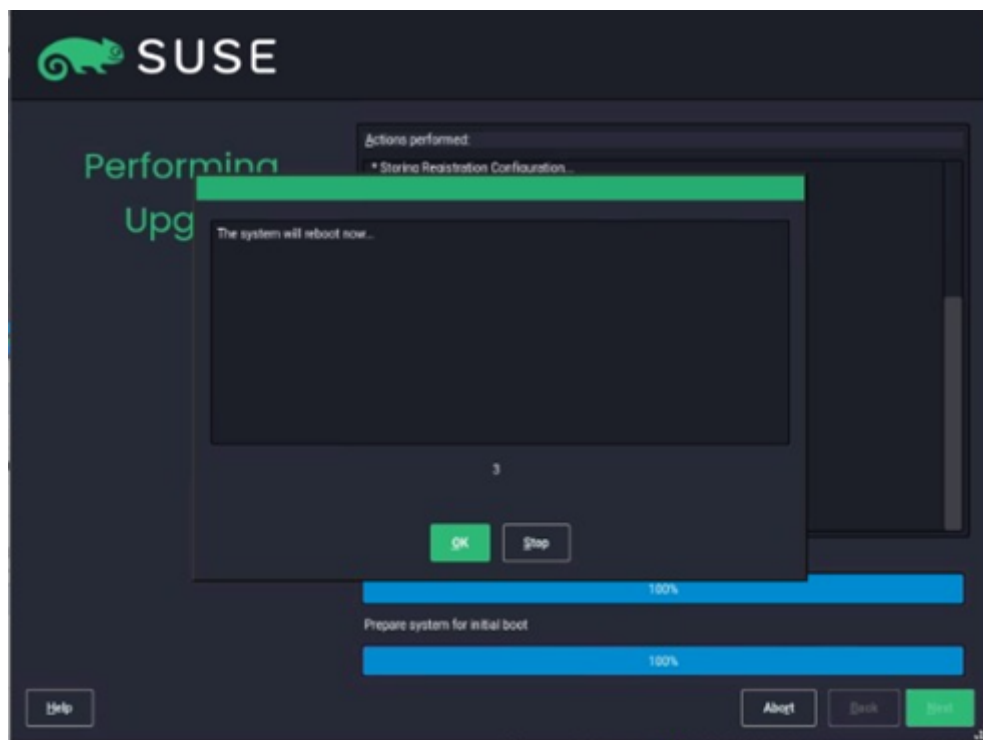 SUSE
Performing
Upg
Actions performed:
* Storing Registration Configuration...
The system will reboot now...
3
OK
Stop
100%
Prepare system for initial boot
100%
Help
Abort
Back
Next